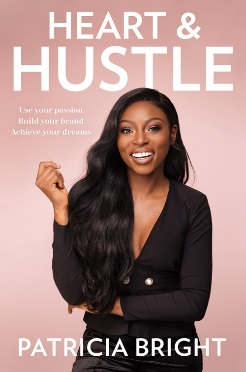 HEART &
HUSTLE
Use your passion
Build your brand
Achieve your dreams
PATRICIA BRIGHT